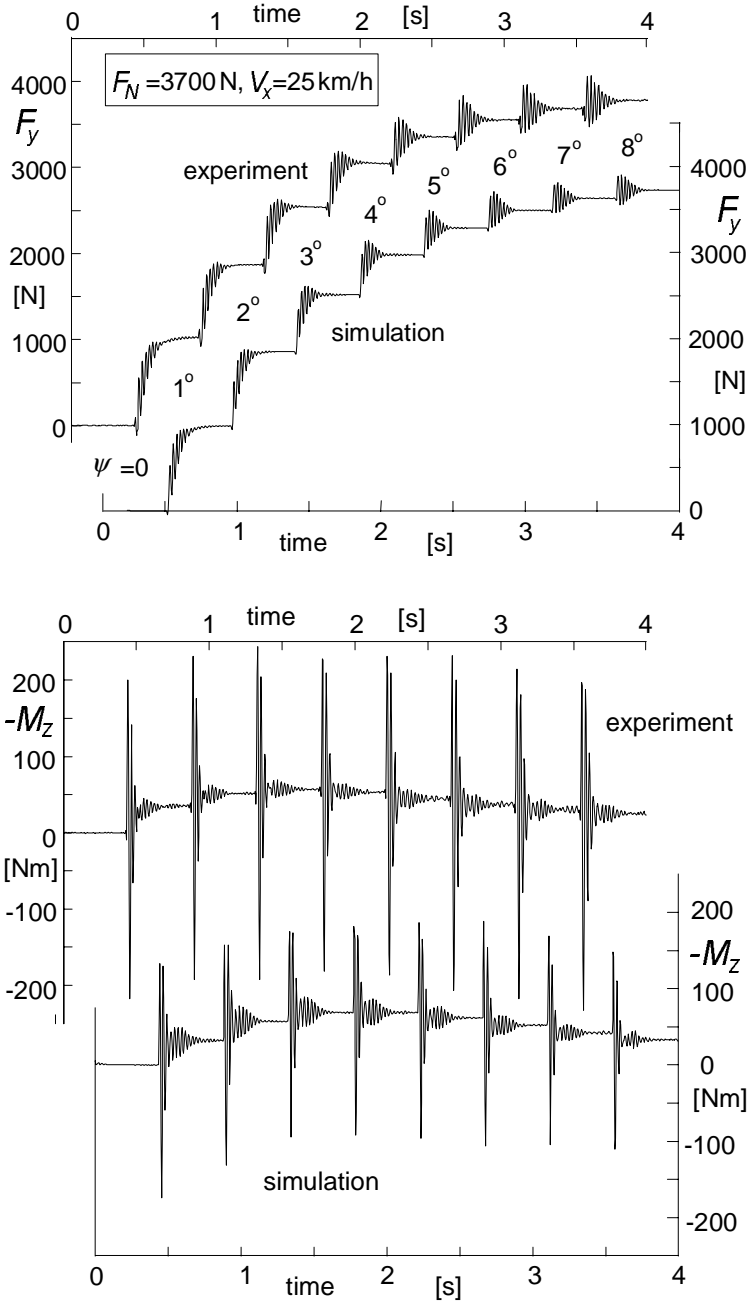 time [s]
0 1 2 3 4
F_N =3700 N, V_x=25 km/h
4000
F_y
3000
2000
[N]
1000
0
experiment
1°
2°
3°
4°
5°
6°
7°
8°
ψ =0
simulation
4000
F_y
3000
2000
[N]
1000
0
0 1 2 3 4
time [s]
time [s]
0 1 2 3 4
200
-M_Z
100
0
[Nm]
-100
-200
experiment
200
-M_Z
100
0
[Nm]
-100
-200
simulation
0 1 2 3 4
time [s]